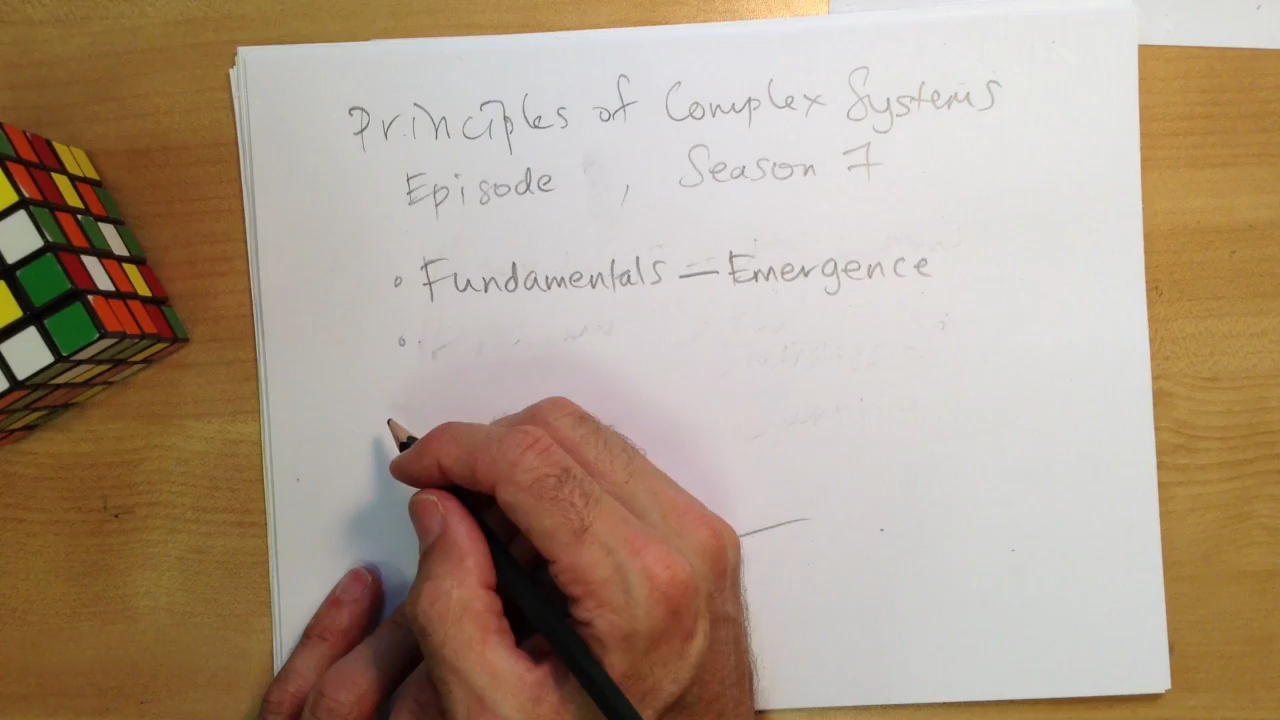 Principles of Complex Systems
Episode , Season 7
◦ Fundamentals — Emergence
◦